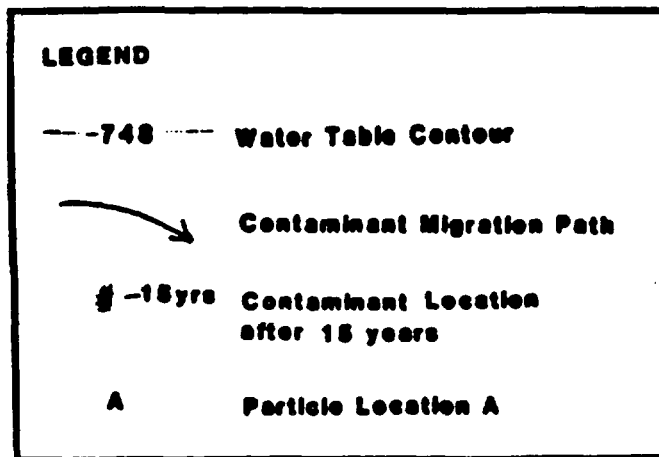 LEGEND
-748 Water Table Contour
Contaminant Migration Path
# -15yrs Contaminant Location
after 15 years
A Particle Location A